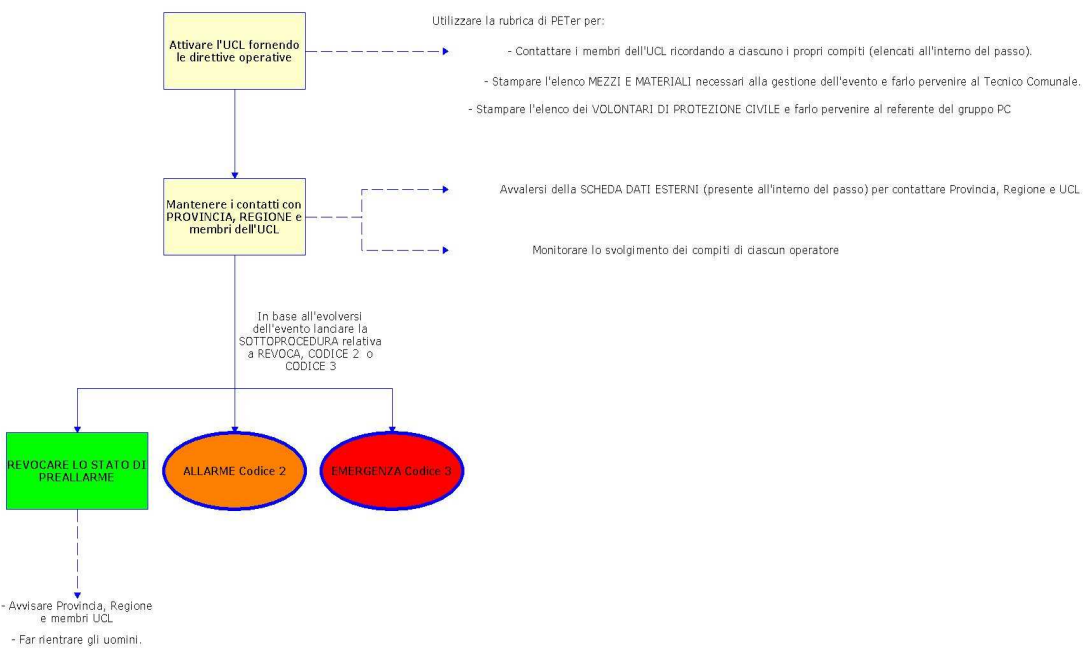 Utilizzare la rubrica di PETer per:
Attivare l'UCL fornendo
le direttive operative
- Contattare i membri dell'UCL ricordando a ciascuno i propri compiti (elencati all'interno del passo).
- Stampare l'elenco MEZZI E MATERIALI necessari alla gestione dell'evento e farlo pervenire al Tecnico Comunale.
- Stampare l'elenco dei VOLONTARI DI PROTEZIONE CIVILE e farlo pervenire al referente del gruppo PC
Mantenere i contatti con
PROVINCIA, REGIONE e
membri dell'UCL
Avvalersi della SCHEDA DATI ESTERNI (presente all'interno del passo) per contattare Provincia, Regione e UCL
Monitorare lo svolgimento dei compiti di ciascun operatore
In base all'evolversi
dell'evento lanciare la
SOTTOPROCEDURA relativa
a REVOCA, CODICE 2 o
CODICE 3
REVOCARE LO STATO DI
PREALLARME
ALLARME Codice 2
EMERGENZA Codice 3
- Avvisare Provincia, Regione
e membri UCL
- Far rientrare gli uomini.